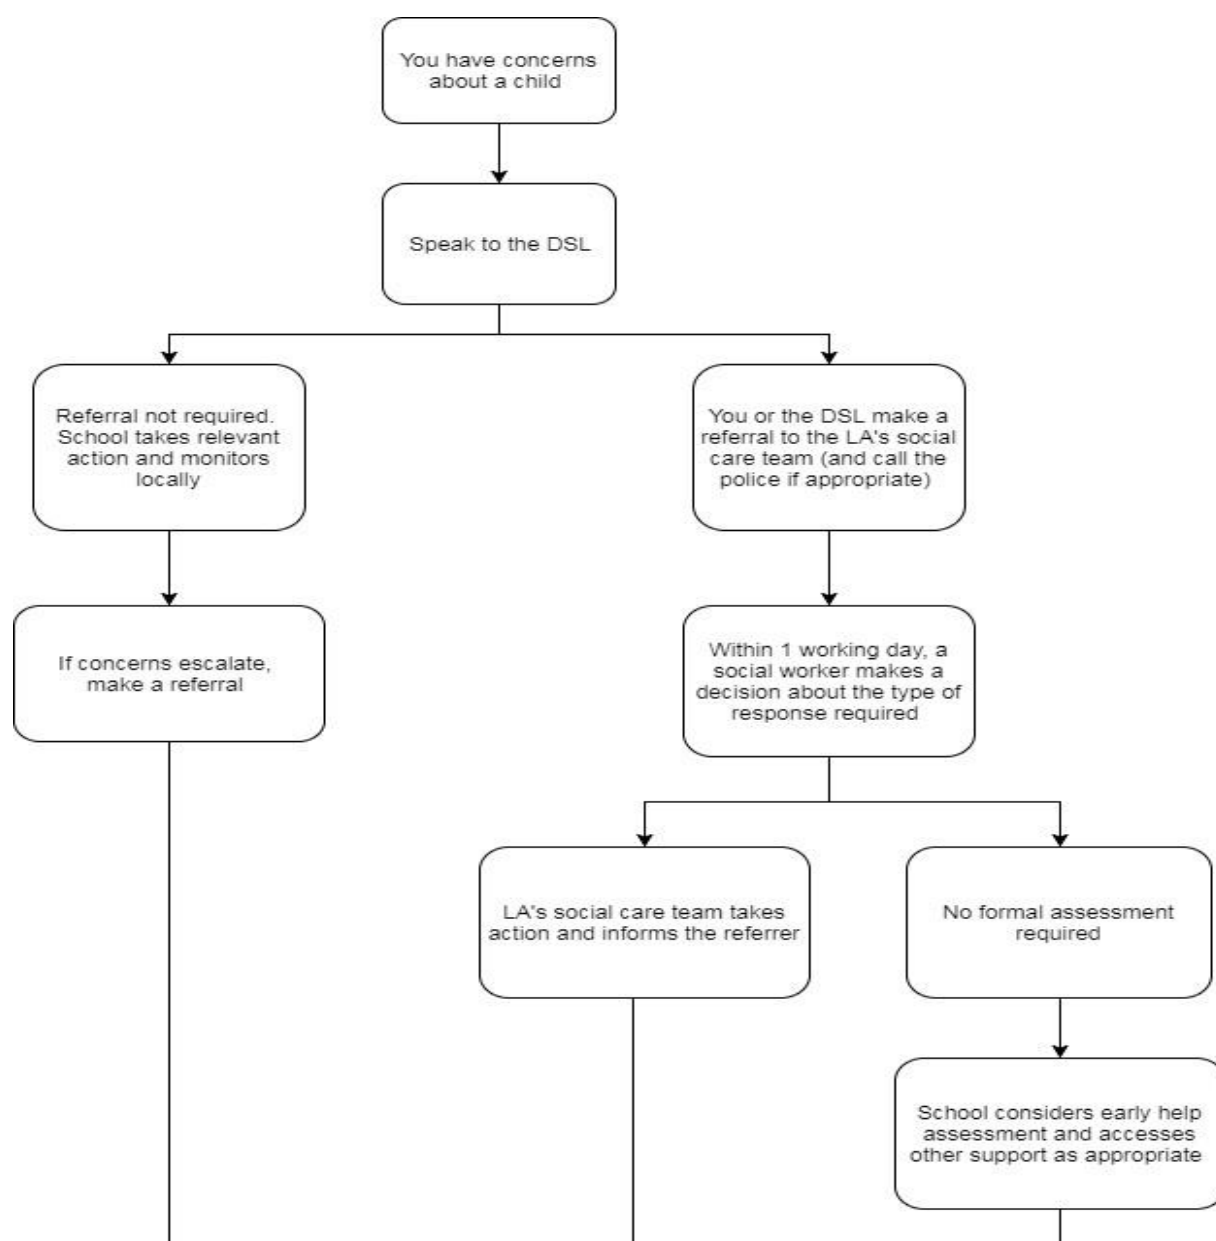 You have concerns
about a child
Speak to the DSL
Referral not required.
School takes relevant
action and monitors
locally
You or the DSL make a
referral to the LA's social
care team (and call the
police if appropriate)
If concerns escalate,
make a referral
Within 1 working day, a
social worker makes a
decision about the type of
response required
LA's social care team takes
action and informs the referrer
No formal assessment
required
School considers early help
assessment and accesses
other support as appropriate